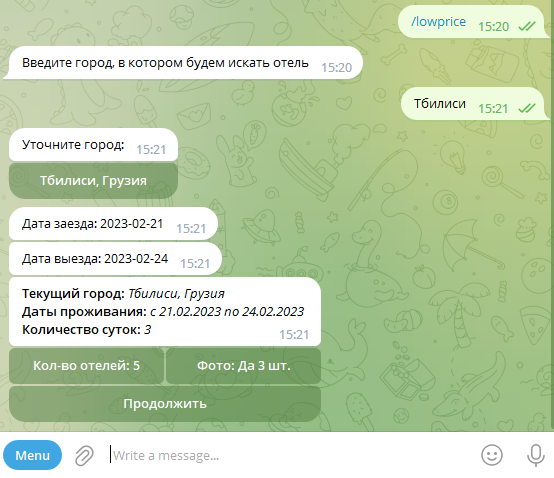 /lowprice 15:20
Введите город, в котором будем искать отель 15:20
Тбилиси 15:21
Уточните город: 15:21
Тбилиси, Грузия
Дата заезда: 2023-02-21 15:21
Дата выезда: 2023-02-24 15:21
Текущий город: Тбилиси, Грузия
Даты проживания: с 21.02.2023 по 24.02.2023
Количество суток: 3 15:21
Кол-во отелей: 5 Фото: Да 3 шт.
Продолжить
Menu Write a message...